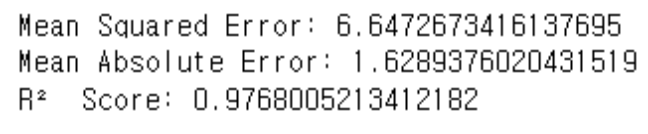 Mean Squared Error: 6.6472673416137695
Mean Absolute Error: 1.6289376020431519
R² Score: 0.9768005213412182